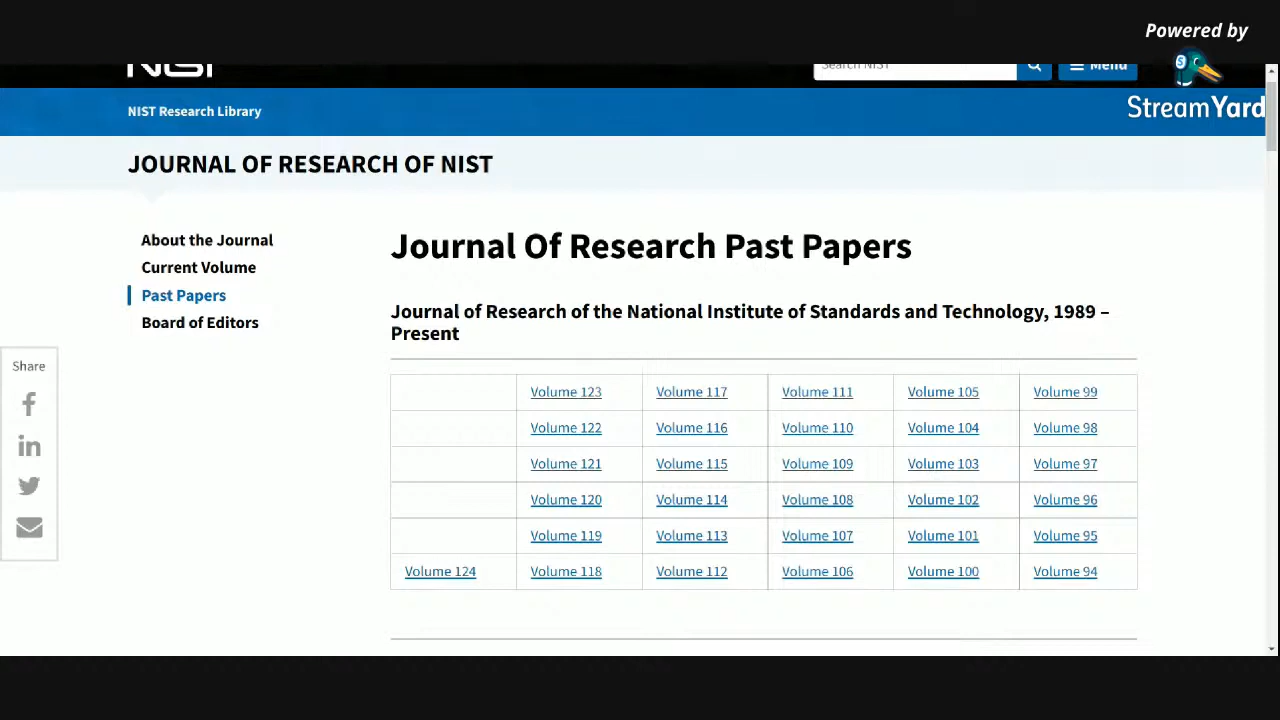 Powered by
NIST
Search NIST
Menu
StreamYard
NIST Research Library
JOURNAL OF RESEARCH OF NIST
About the Journal
Current Volume
Past Papers
Board of Editors
Share
Journal Of Research Past Papers
Journal of Research of the National Institute of Standards and Technology, 1989 –
Present
Volume 123 Volume 117 Volume 111 Volume 105 Volume 99
Volume 122 Volume 116 Volume 110 Volume 104 Volume 98
Volume 121 Volume 115 Volume 109 Volume 103 Volume 97
Volume 120 Volume 114 Volume 108 Volume 102 Volume 96
Volume 119 Volume 113 Volume 107 Volume 101 Volume 95
Volume 124 Volume 118 Volume 112 Volume 106 Volume 100 Volume 94